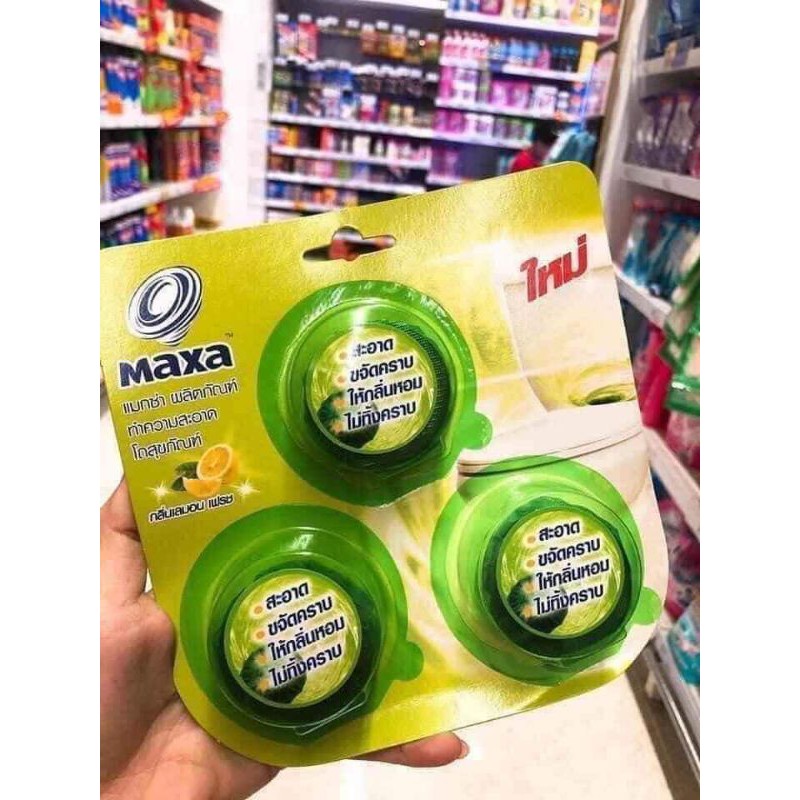 ใหม่
Maxa
TM
แมกซ่า ผลิตภัณฑ์
ทำความสะอาด
โถสุขภัณฑ์
กลิ่นเลมอน เฟรช
สะอาด
ขจัดคราบ
ให้กลิ่นหอม
ไม่ทิ้งคราบ
สะอาด
ขจัดคราบ
ให้กลิ่นหอม
ไม่ทิ้งคราบ
สะอาด
ขจัดคราบ
ให้กลิ่นหอม
ไม่ทิ้งคราบ